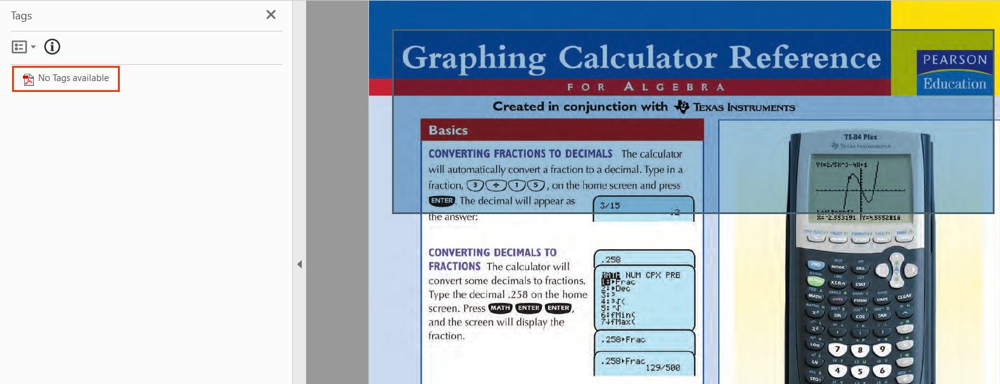 Tags
No Tags available
Graphing Calculator Reference
FOR ALGEBRA
PEARSON
Education
Created in conjunction with TEXAS INSTRUMENTS
Basics
CONVERTING FRACTIONS TO DECIMALS The calculator
will automatically convert a fraction to a decimal. Type in a
fraction, 3 ÷ 1 5, on the home screen and press
ENTER. The decimal will appear as
the answer:
3/15
.2
CONVERTING DECIMALS TO
FRACTIONS The calculator will
convert some decimals to fractions.
Type the decimal .258 on the home
screen. Press MATH ENTER ENTER,
and the screen will display the
fraction.
.258
MATH NUM CPX PRB
1:▸Frac
2:▸Dec
3:³
4:³√(
5:ˣ√
6:fMin(
7↓fMax(
.258▸Frac
.258▸Frac
129/500
TI-84 Plus
TEXAS INSTRUMENTS
Y1=2/5X^3-4X+1
X=-2.553191 Y=4.5552816
2ND
MODE
DEL
ALPHA
X,T,Θ,n
STAT
MATH
APPS
PRGM
VARS
CLEAR
X⁻¹
SIN
COS
TAN
^
X²
,
(
)
LOG
7
8
9
LN
4
5
6
STO›